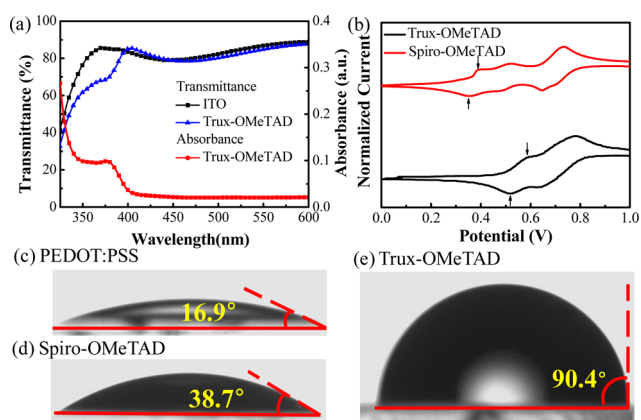 (a)
100
80
60
40
20
0
Transmittance (%)
350 400 450 500 550 600
Wavelength(nm)
0.4
0.3
0.2
0.1
0.0
Absorbance (a.u.)
Transmittance
ITO
Trux-OMeTAD
Absorbance
Trux-OMeTAD
(b)
Trux-OMeTAD
Spiro-OMeTAD
Normalized Current
0.0 0.2 0.4 0.6 0.8 1.0
Potential (V)
(c) PEDOT:PSS
16.9°
(d) Spiro-OMeTAD
38.7°
(e) Trux-OMeTAD
90.4°